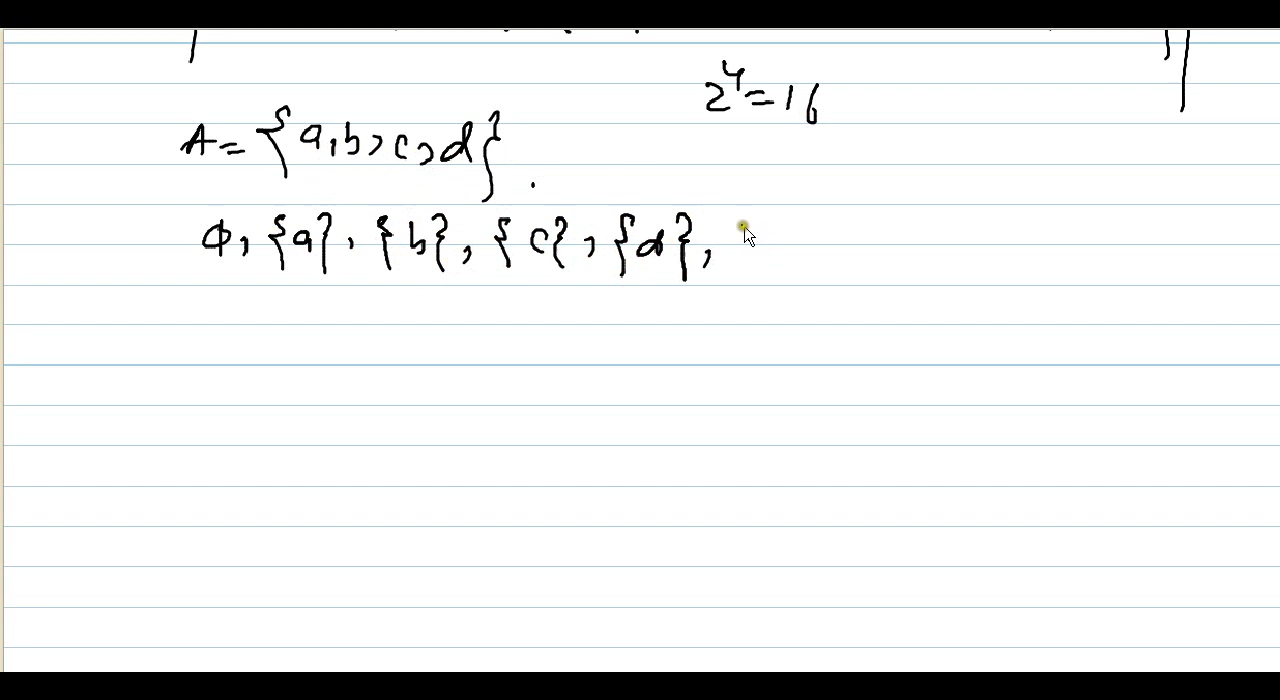 2⁴=16
A = {a,b,c,d}.
ϕ, {a}, {b}, {c}, {d},